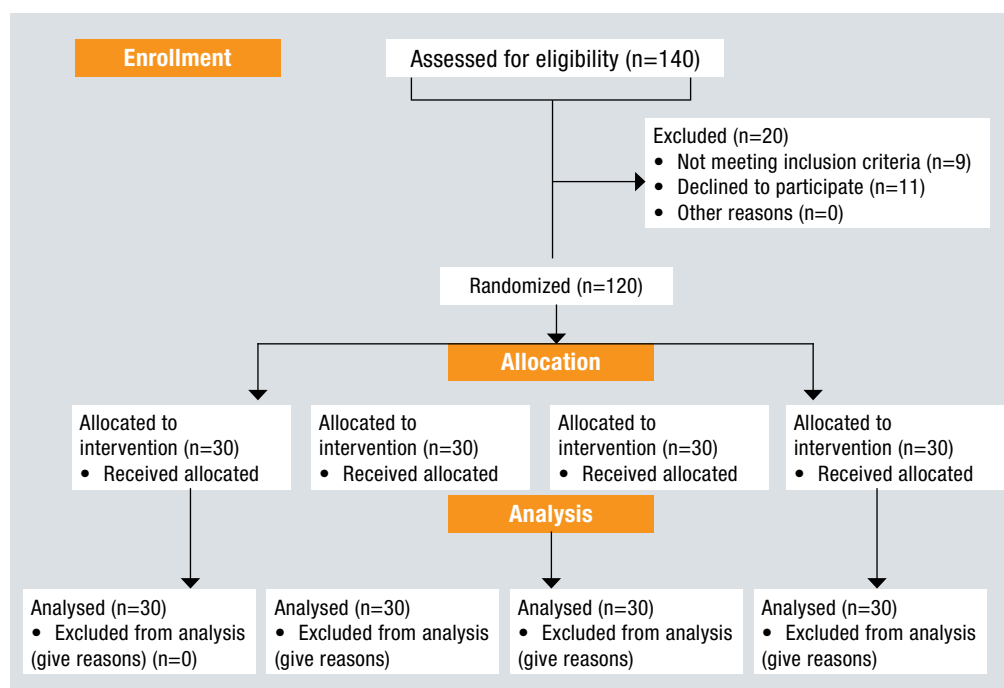 Enrollment
Assessed for eligibility (n=140)
Excluded (n=20)
• Not meeting inclusion criteria (n=9)
• Declined to participate (n=11)
• Other reasons (n=0)
Randomized (n=120)
Allocation
Allocated to
intervention (n=30)
• Received allocated
Allocated to
intervention (n=30)
• Received allocated
Allocated to
intervention (n=30)
• Received allocated
Allocated to
intervention (n=30)
• Received allocated
Analysis
Analysed (n=30)
• Excluded from analysis
(give reasons) (n=0)
Analysed (n=30)
• Excluded from analysis
(give reasons)
Analysed (n=30)
• Excluded from analysis
(give reasons)
Analysed (n=30)
• Excluded from analysis
(give reasons)